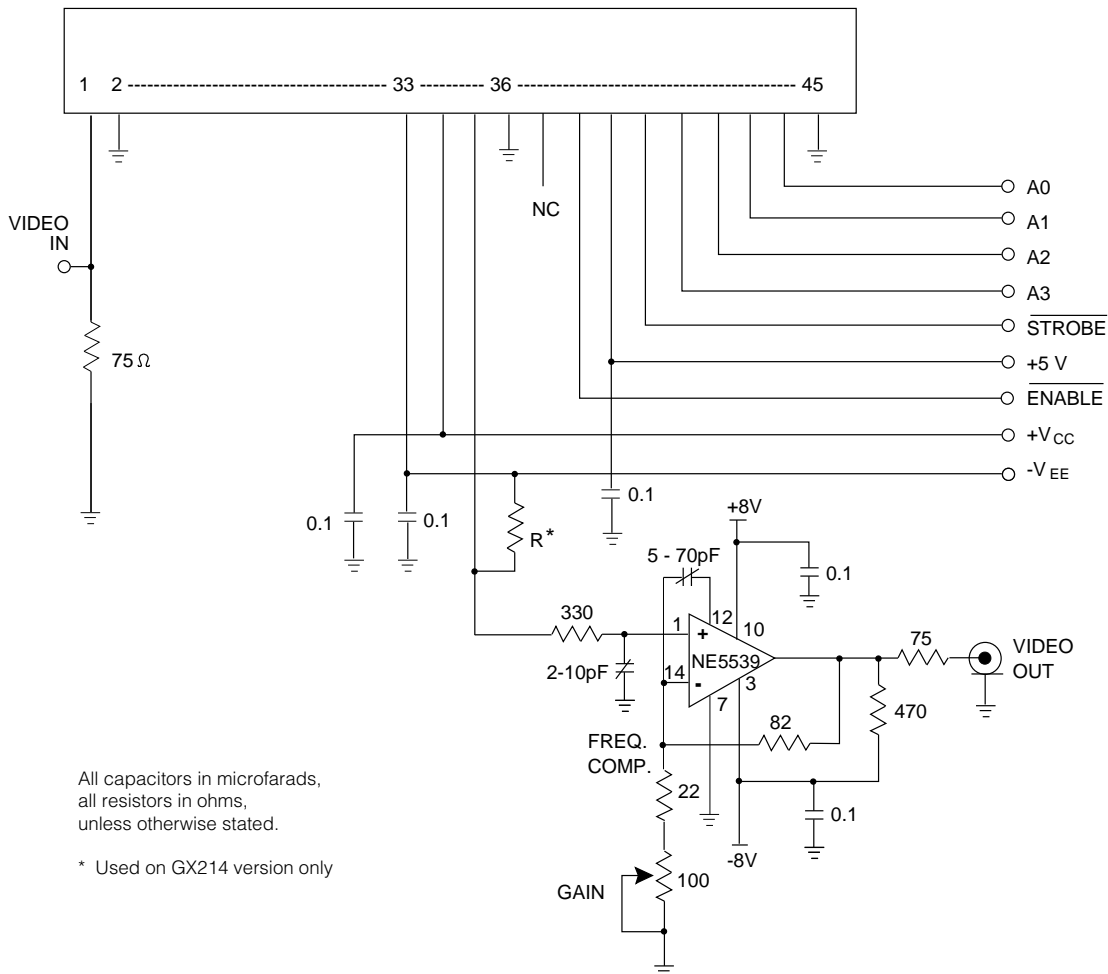 1 2 33 36 45
NC
VIDEO
IN
75 Ω
A0
A1
A2
A3
STROBE
+5 V
ENABLE
+VCC
-VEE
0.1
0.1
R*
0.1
+8V
5 - 70pF
0.1
330
1
+
12
10
NE5539
2-10pF
14
-
3
7
75
VIDEO
OUT
470
82
FREQ.
COMP.
22
0.1
-8V
GAIN
100
All capacitors in microfarads,
all resistors in ohms,
unless otherwise stated.
* Used on GX214 version only